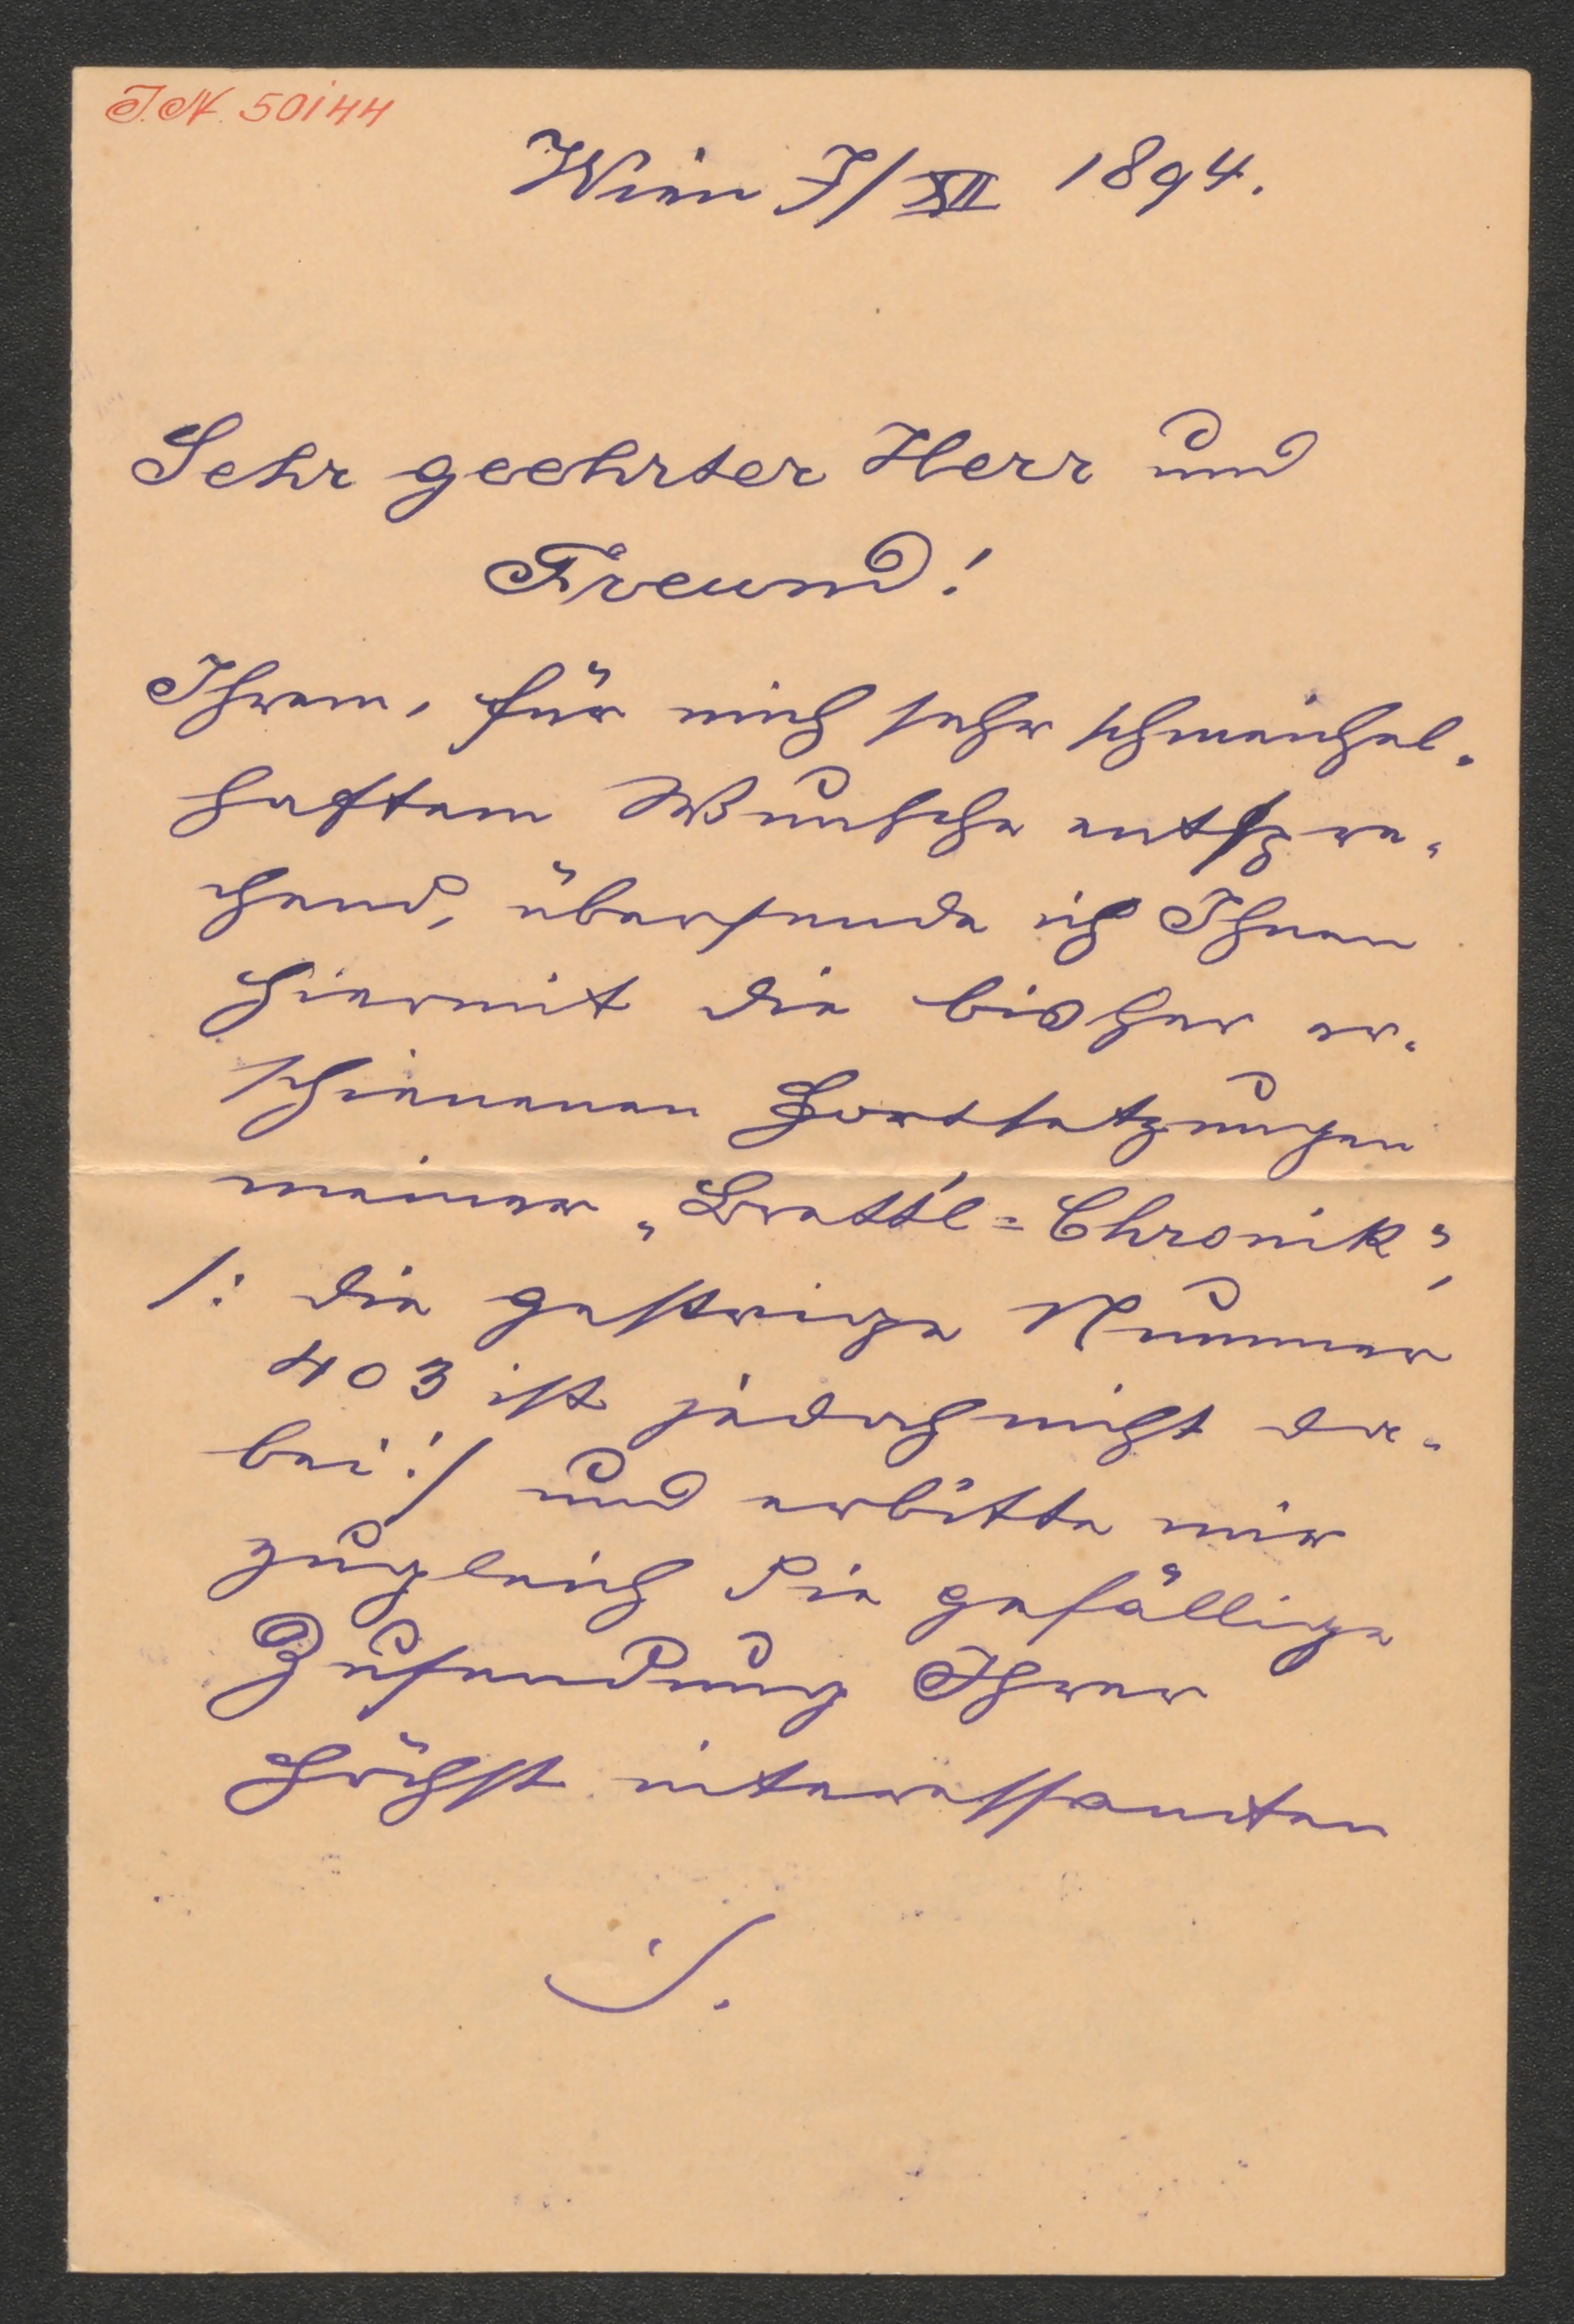 I.N. 50144
Wien 7/XII 1894.
Sehr geehrter Herr und
Freund!
Ihrem, für mich sehr schmeichel-
haftem Wunsche entspre-
chend, übersende ich Ihnen
hiermit die bisher er-
schienenen Fortsetzungen
meiner „Brettl-Chronik“,
/: die gestrige Nummer
403 ist jedoch nicht da-
bei :/ und erbitte mir
zugleich die gefällige
Zusendung Ihrer
höchst interessanten